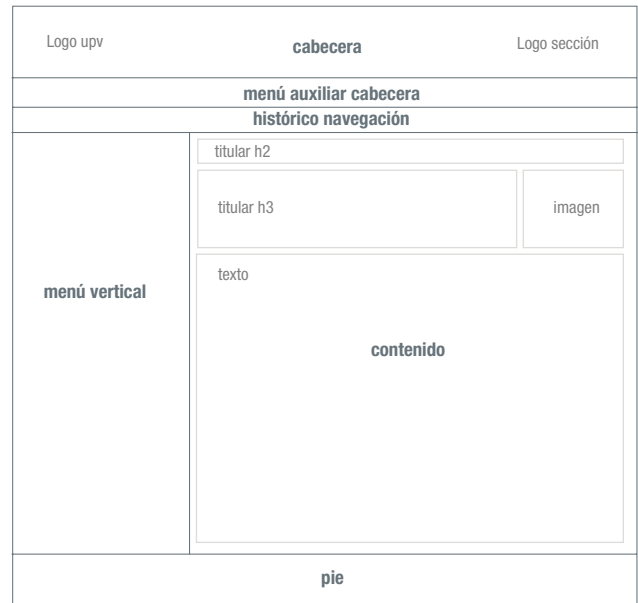 Logo upv
cabecera
Logo sección
menú auxiliar cabecera
histórico navegación
titular h2
titular h3
imagen
menú vertical
texto
contenido
pie